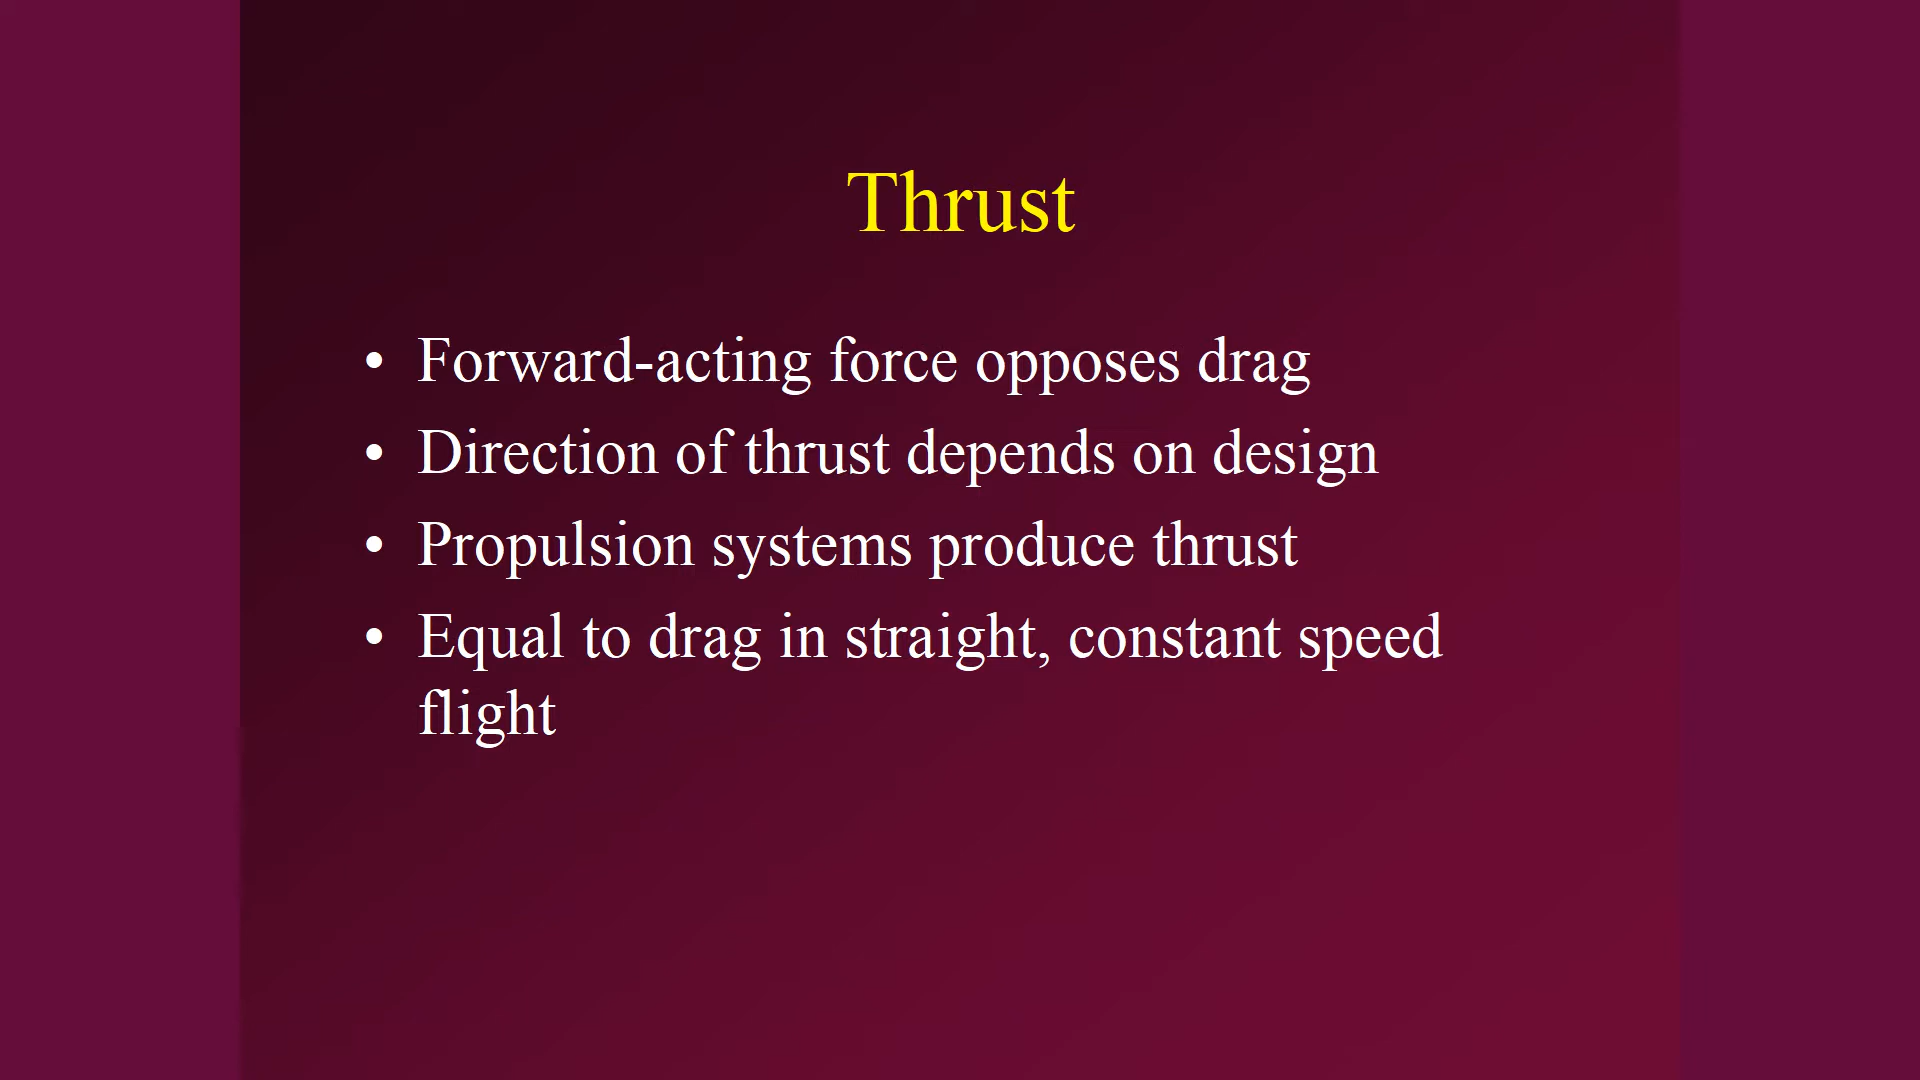 Thrust
• Forward-acting force opposes drag
• Direction of thrust depends on design
• Propulsion systems produce thrust
• Equal to drag in straight, constant speed
flight